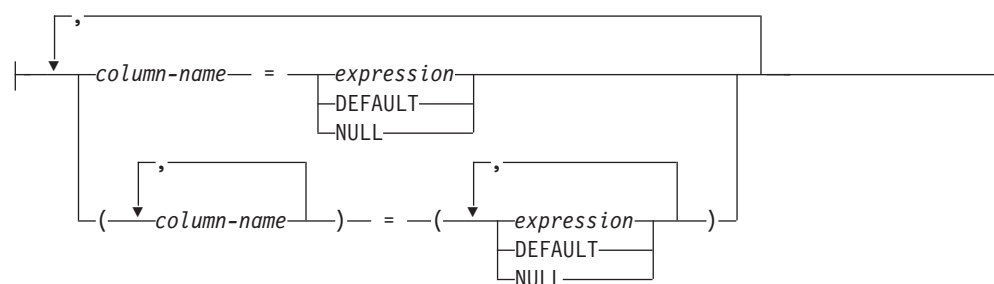 ,
column-name = expression
DEFAULT
NULL
, ,
( column-name ) = ( expression )
DEFAULT
NULL